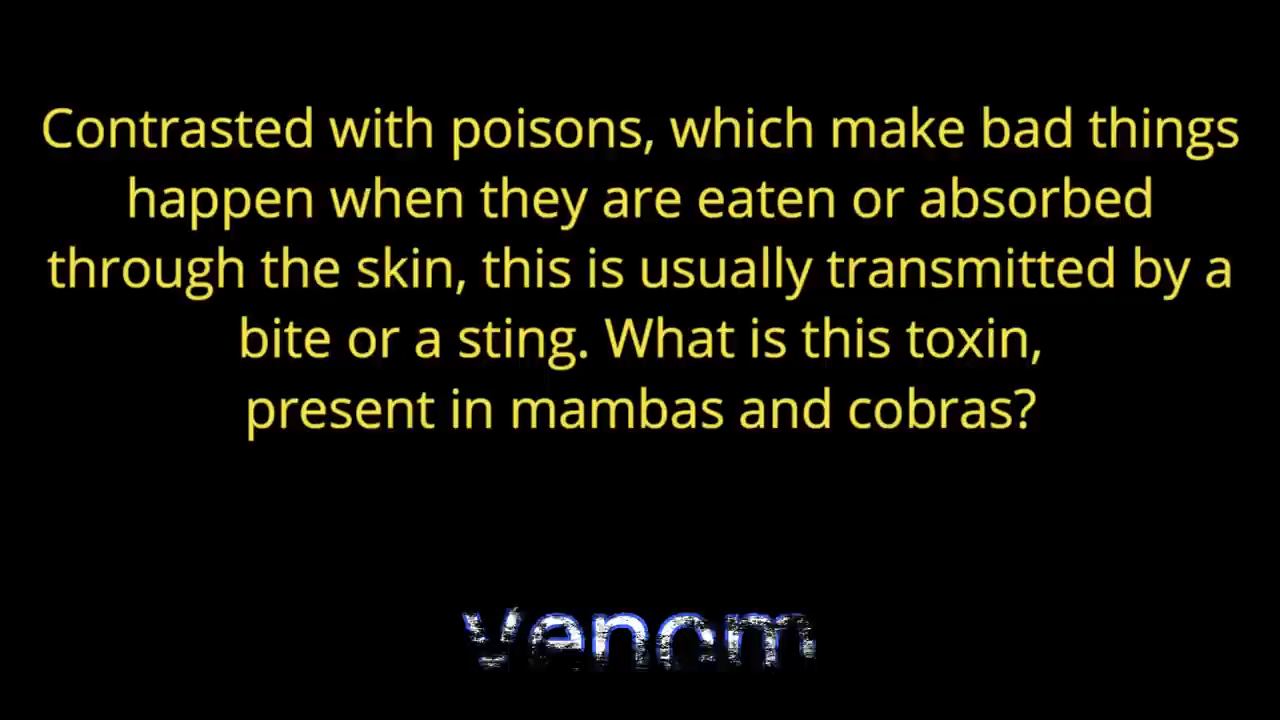 Contrasted with poisons, which make bad things
happen when they are eaten or absorbed
through the skin, this is usually transmitted by a
bite or a sting. What is this toxin,
present in mambas and cobras?
venom